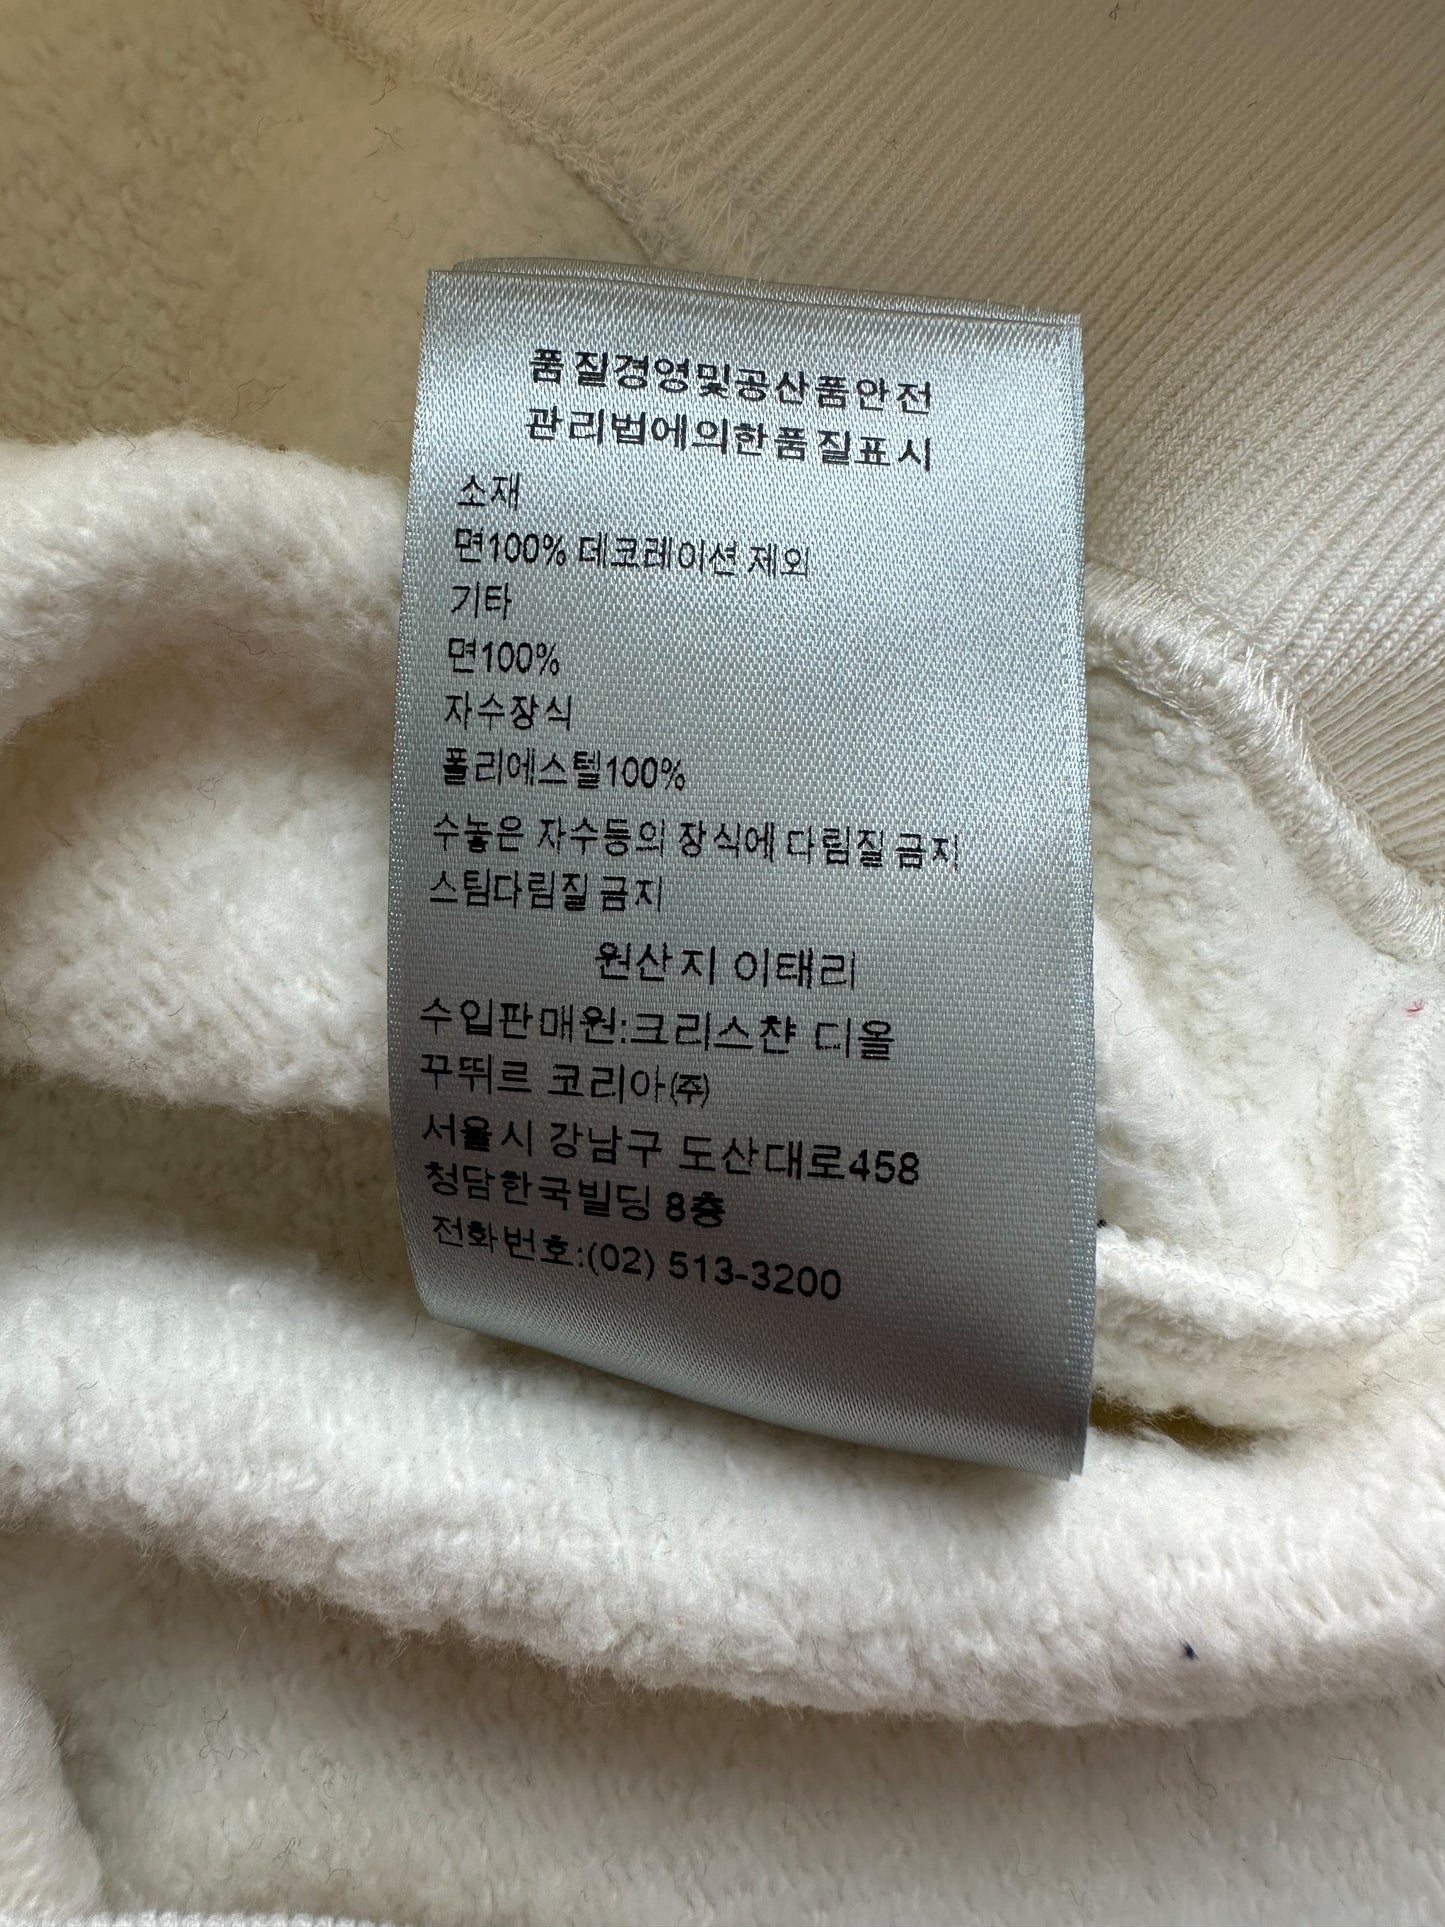 품질경영및공산품안전
관리법에의한품질표시
소재
면100% 데코레이션 제외
기타
면100%
자수장식
폴리에스텔100%
수놓은 자수등의 장식에 다림질 금지
스팀다림질 금지
원산지 이태리
수입판매원:크리스챤 디올
꾸뛰르 코리아㈜
서울시 강남구 도산대로458
청담한국빌딩 8층
전화번호:(02) 513-3200